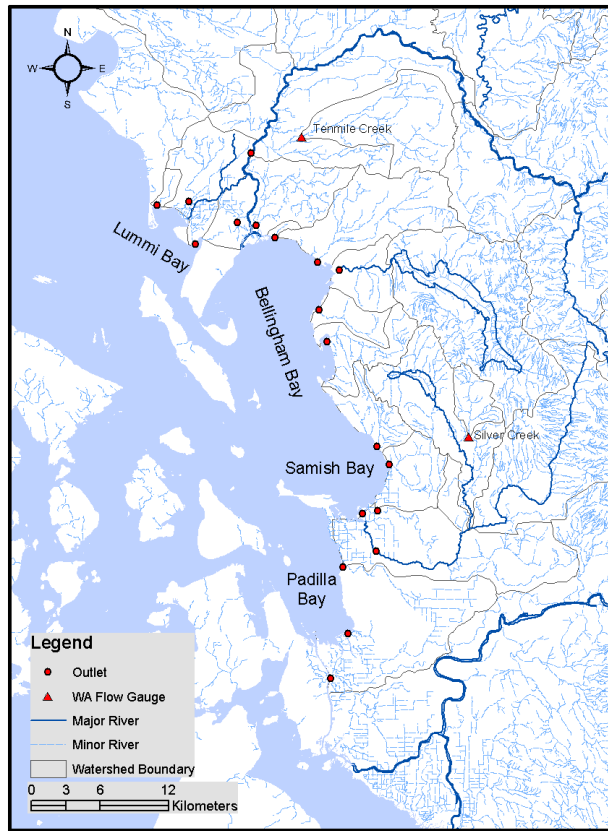 N
W E
S
Tenmile Creek
Lummi Bay
Bellingham Bay
Silver Creek
Samish Bay
Padilla
Bay
Legend
Outlet
WA Flow Gauge
Major River
Minor River
Watershed Boundary
0 3 6 12
Kilometers